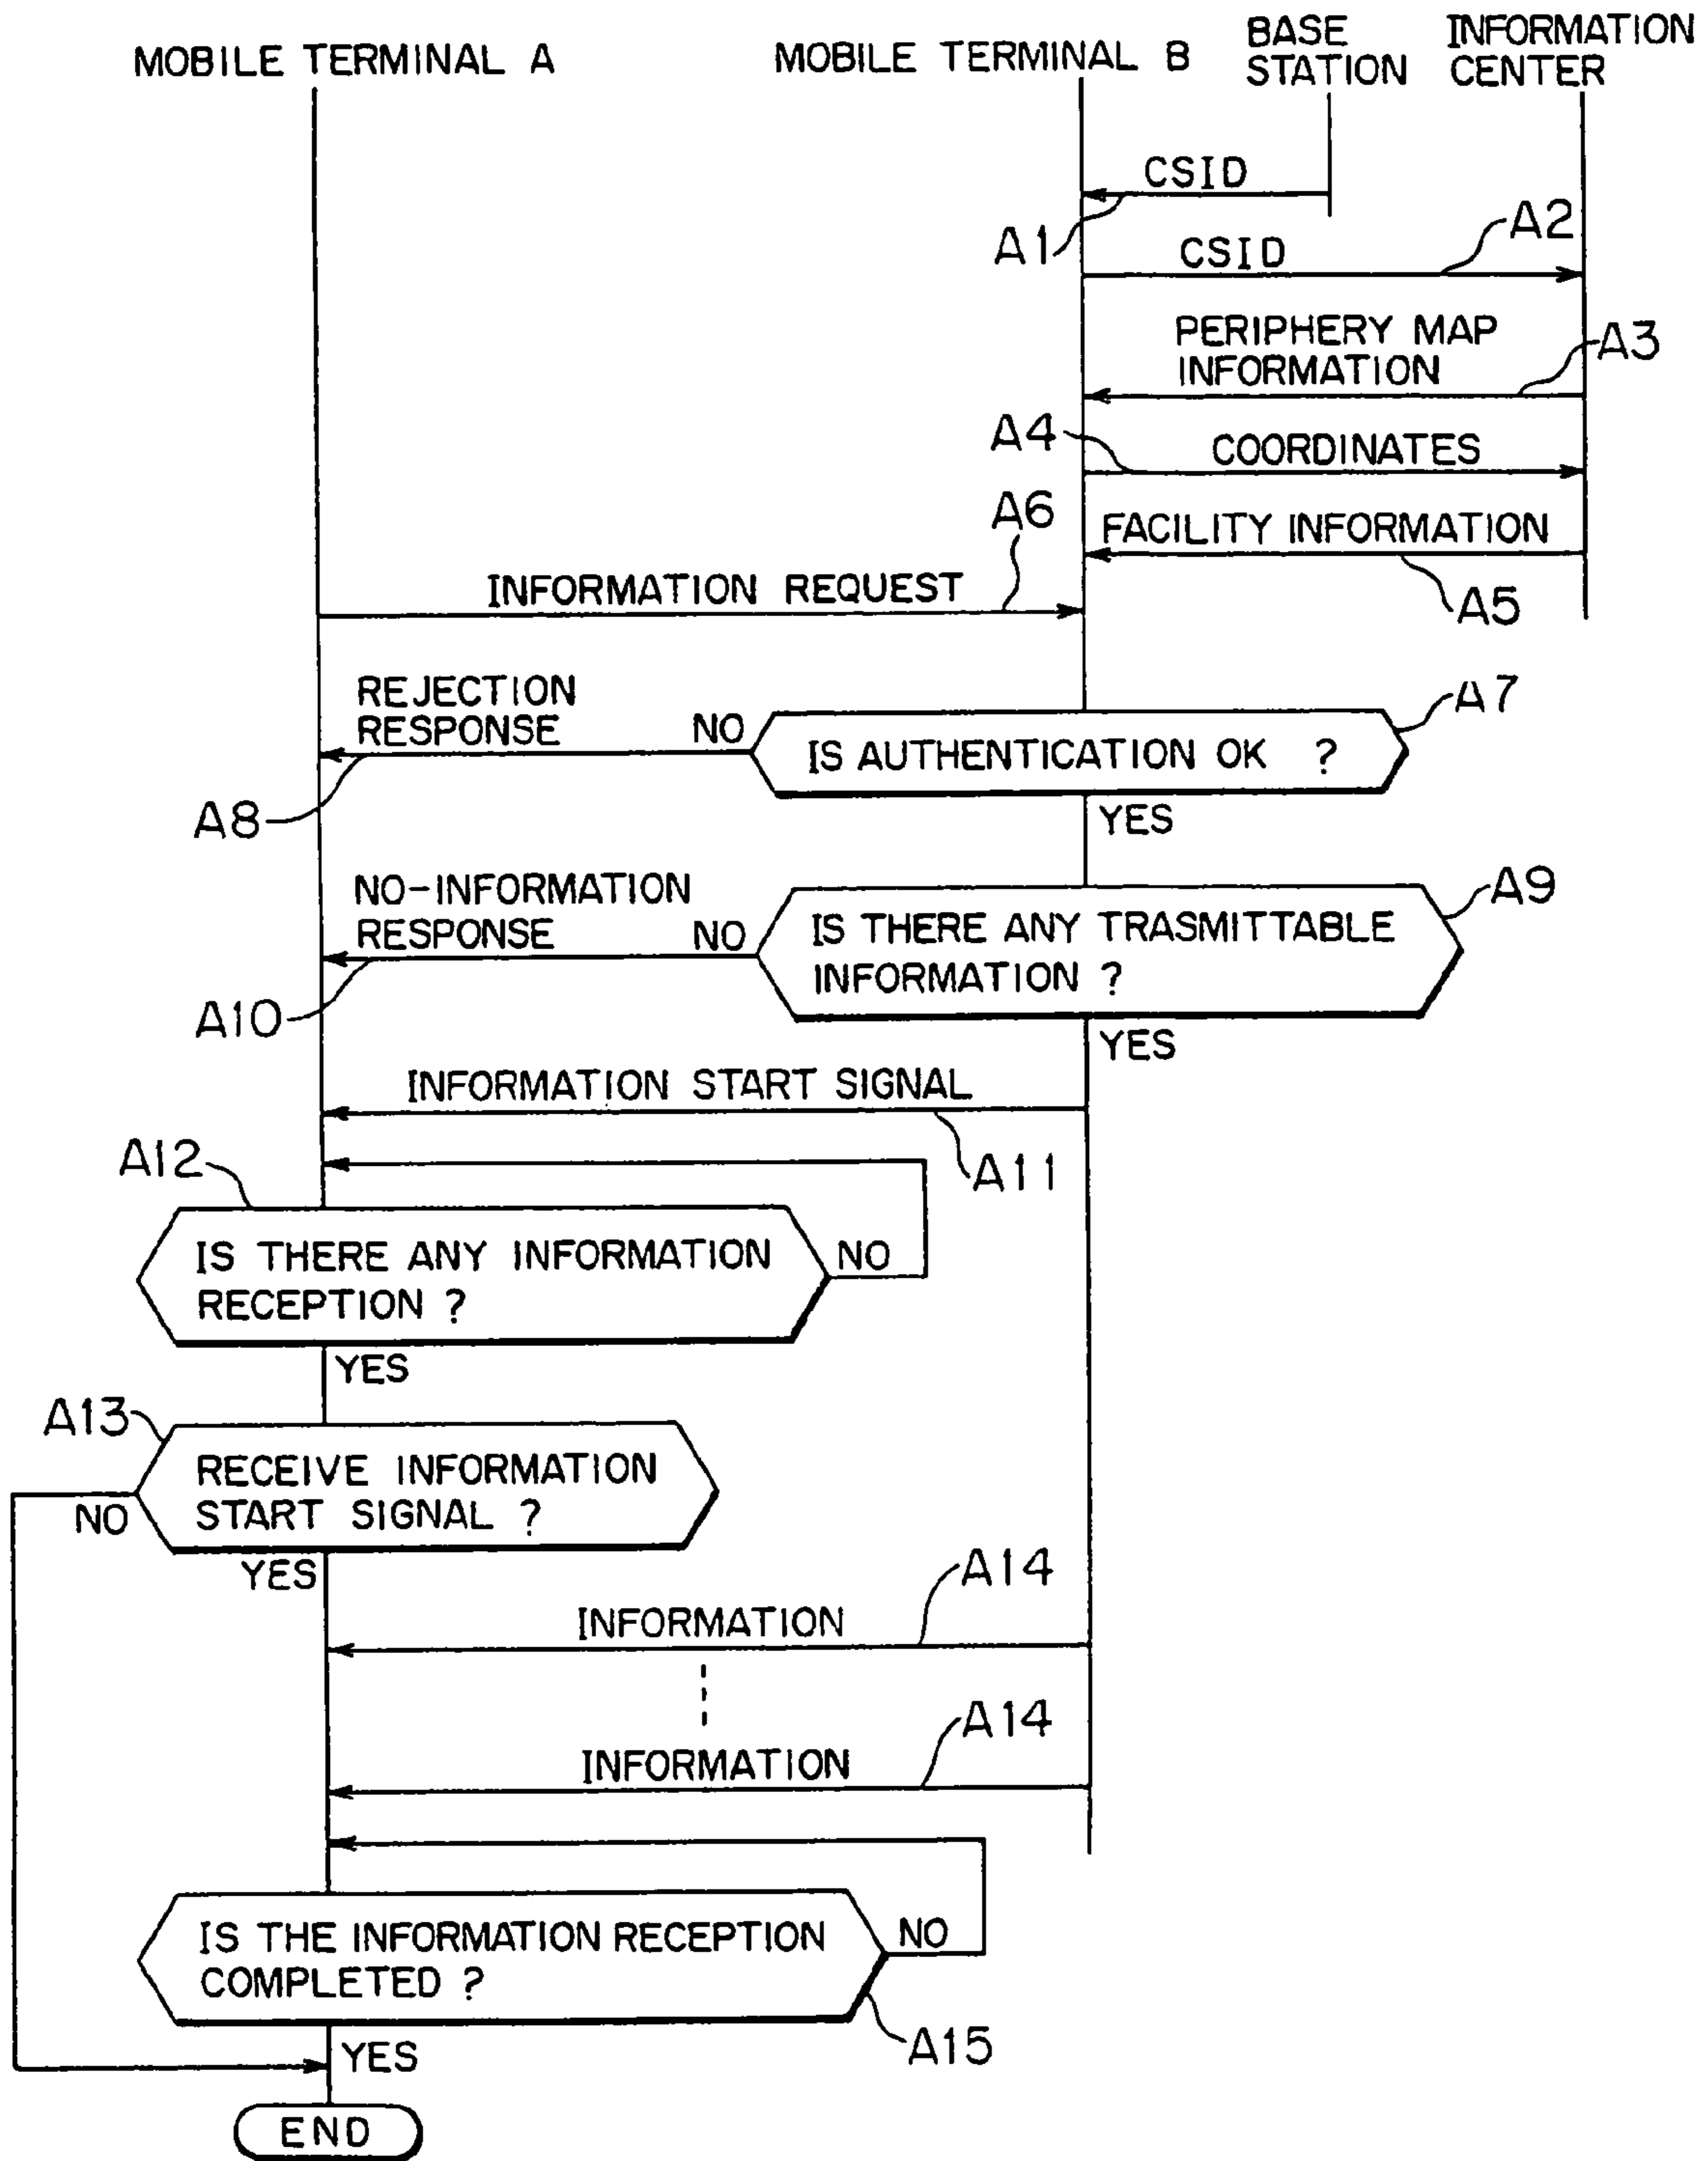 MOBILE TERMINAL A
MOBILE TERMINAL B
BASE
STATION
INFORMATION
CENTER
CSID
A1
A2
CSID
PERIPHERY MAP
INFORMATION
A3
A4
COORDINATES
A6
FACILITY INFORMATION
INFORMATION REQUEST
A5
REJECTION
RESPONSE
NO
A7
IS AUTHENTICATION OK ?
A8
YES
NO-INFORMATION
RESPONSE
NO
A9
IS THERE ANY TRASMITTABLE
INFORMATION ?
A10
YES
INFORMATION START SIGNAL
A12
A11
IS THERE ANY INFORMATION
RECEPTION ?
NO
YES
A13
RECEIVE INFORMATION
START SIGNAL ?
NO
YES
A14
INFORMATION
A14
INFORMATION
IS THE INFORMATION RECEPTION
COMPLETED ?
NO
A15
YES
END